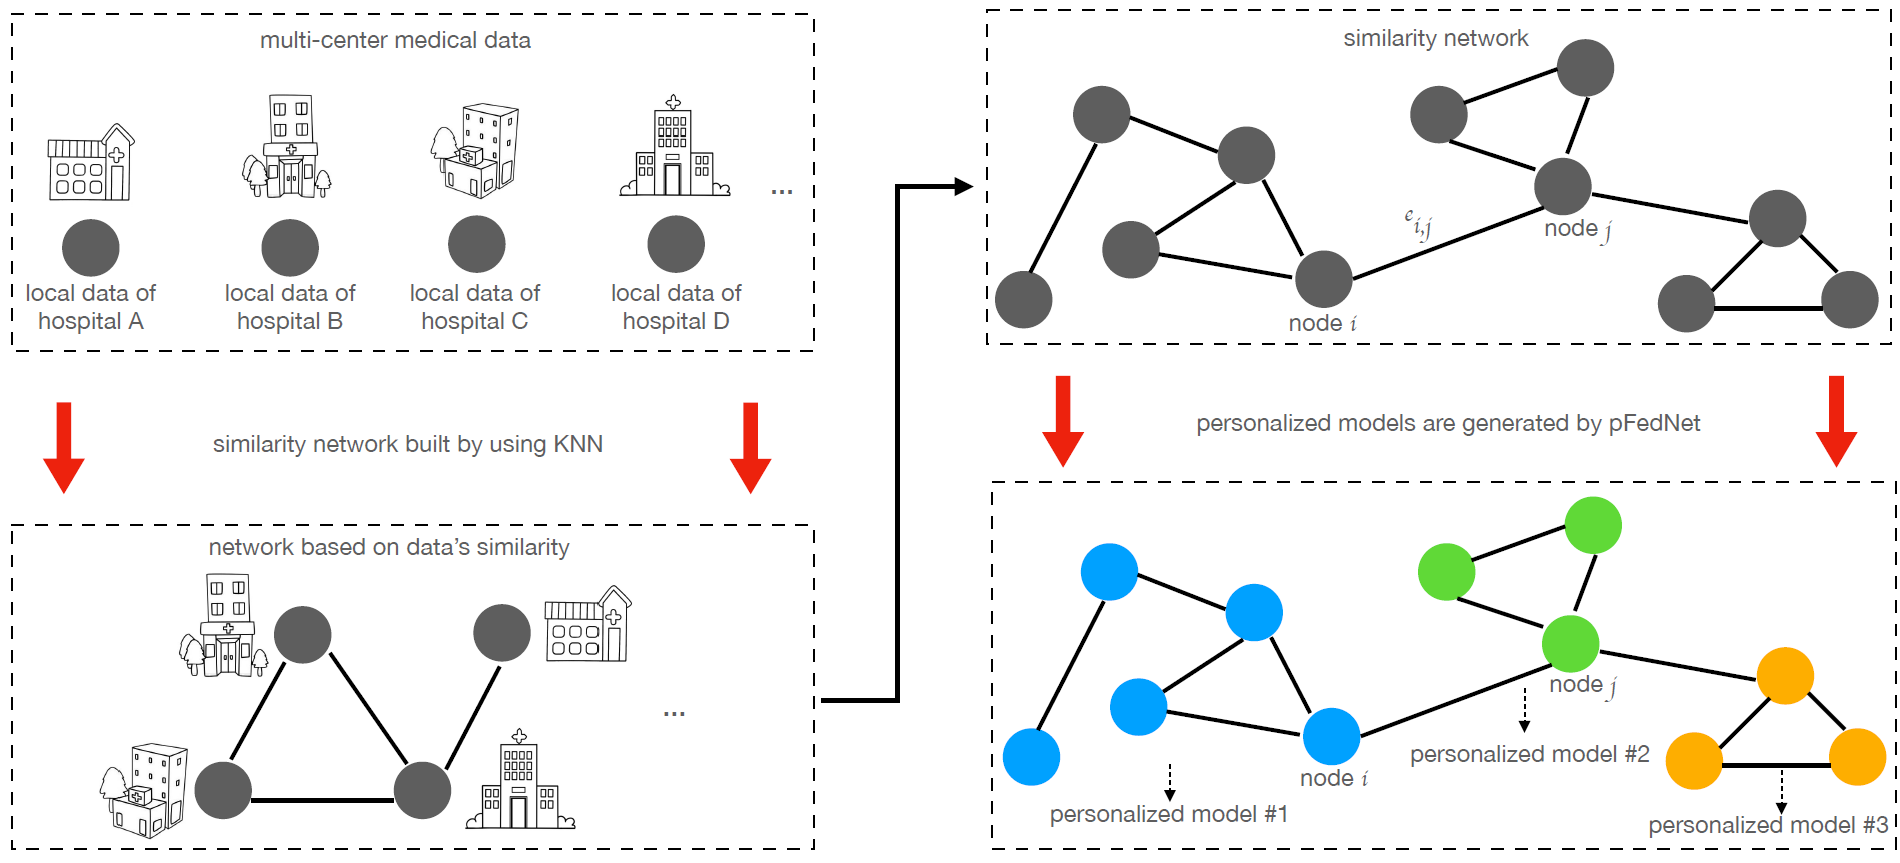 multi-center medical data
...
local data of
hospital A
local data of
hospital B
local data of
hospital C
local data of
hospital D
similarity network built by using KNN
network based on data's similarity
...
similarity network
e i,j
node j
node i
personalized models are generated by pFedNet
node j
node i
personalized model #2
personalized model #1
personalized model #3